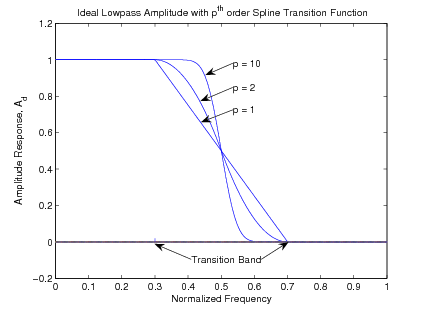 Ideal Lowpass Amplitude with pth order Spline Transition Function
1.2
1
0.8
0.6
0.4
0.2
0
−0.2
Amplitude Response, Ad
p = 10
p = 2
p = 1
Transition Band
0 0.1 0.2 0.3 0.4 0.5 0.6 0.7 0.8 0.9 1
Normalized Frequency